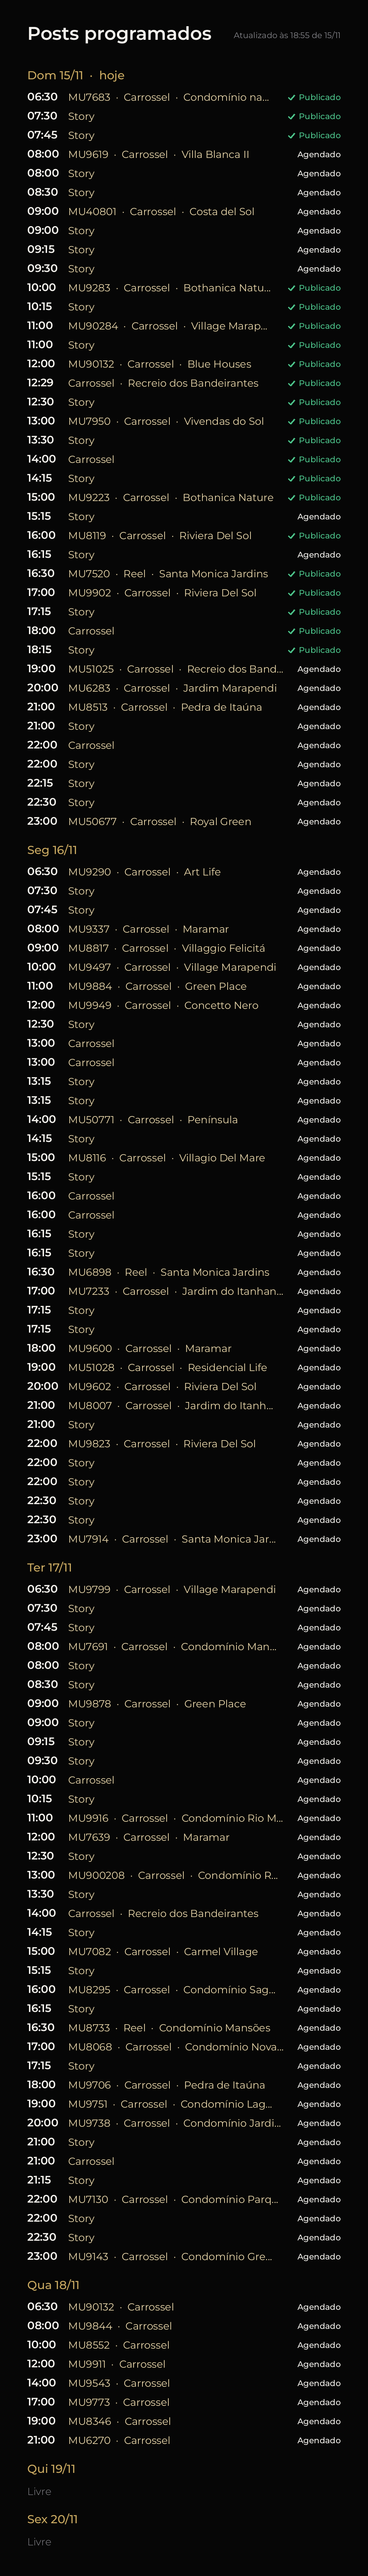 Posts programados Atualizado às 18:55 de 15/11
Dom 15/11 · hoje
06:30 MU7683 · Carrossel · Condomínio na... ✓ Publicado
07:30 Story ✓ Publicado
07:45 Story ✓ Publicado
08:00 MU9619 · Carrossel · Villa Blanca II Agendado
08:00 Story Agendado
08:30 Story Agendado
09:00 MU40801 · Carrossel · Costa del Sol Agendado
09:00 Story Agendado
09:15 Story Agendado
09:30 Story Agendado
10:00 MU9283 · Carrossel · Bothanica Natu... ✓ Publicado
10:15 Story ✓ Publicado
11:00 MU90284 · Carrossel · Village Marap... ✓ Publicado
11:00 Story ✓ Publicado
12:00 MU90132 · Carrossel · Blue Houses ✓ Publicado
12:29 Carrossel · Recreio dos Bandeirantes ✓ Publicado
12:30 Story ✓ Publicado
13:00 MU7950 · Carrossel · Vivendas do Sol ✓ Publicado
13:30 Story ✓ Publicado
14:00 Carrossel ✓ Publicado
14:15 Story ✓ Publicado
15:00 MU9223 · Carrossel · Bothanica Nature ✓ Publicado
15:15 Story Agendado
16:00 MU8119 · Carrossel · Riviera Del Sol ✓ Publicado
16:15 Story Agendado
16:30 MU7520 · Reel · Santa Monica Jardins ✓ Publicado
17:00 MU9902 · Carrossel · Riviera Del Sol ✓ Publicado
17:15 Story ✓ Publicado
18:00 Carrossel ✓ Publicado
18:15 Story ✓ Publicado
19:00 MU51025 · Carrossel · Recreio dos Band... Agendado
20:00 MU6283 · Carrossel · Jardim Marapendi Agendado
21:00 MU8513 · Carrossel · Pedra de Itaúna Agendado
21:00 Story Agendado
22:00 Carrossel Agendado
22:00 Story Agendado
22:15 Story Agendado
22:30 Story Agendado
23:00 MU50677 · Carrossel · Royal Green Agendado
Seg 16/11
06:30 MU9290 · Carrossel · Art Life Agendado
07:30 Story Agendado
07:45 Story Agendado
08:00 MU9337 · Carrossel · Maramar Agendado
09:00 MU8817 · Carrossel · Villaggio Felicitá Agendado
10:00 MU9497 · Carrossel · Village Marapendi Agendado
11:00 MU9884 · Carrossel · Green Place Agendado
12:00 MU9949 · Carrossel · Concetto Nero Agendado
12:30 Story Agendado
13:00 Carrossel Agendado
13:00 Carrossel Agendado
13:15 Story Agendado
13:15 Story Agendado
14:00 MU50771 · Carrossel · Península Agendado
14:15 Story Agendado
15:00 MU8116 · Carrossel · Villagio Del Mare Agendado
15:15 Story Agendado
16:00 Carrossel Agendado
16:00 Carrossel Agendado
16:15 Story Agendado
16:15 Story Agendado
16:30 MU6898 · Reel · Santa Monica Jardins Agendado
17:00 MU7233 · Carrossel · Jardim do Itanhan... Agendado
17:15 Story Agendado
17:15 Story Agendado
18:00 MU9600 · Carrossel · Maramar Agendado
19:00 MU51028 · Carrossel · Residencial Life Agendado
20:00 MU9602 · Carrossel · Riviera Del Sol Agendado
21:00 MU8007 · Carrossel · Jardim do Itanh... Agendado
21:00 Story Agendado
22:00 MU9823 · Carrossel · Riviera Del Sol Agendado
22:00 Story Agendado
22:00 Story Agendado
22:30 Story Agendado
22:30 Story Agendado
23:00 MU7914 · Carrossel · Santa Monica Jar... Agendado
Ter 17/11
06:30 MU9799 · Carrossel · Village Marapendi Agendado
07:30 Story Agendado
07:45 Story Agendado
08:00 MU7691 · Carrossel · Condomínio Man... Agendado
08:00 Story Agendado
08:30 Story Agendado
09:00 MU9878 · Carrossel · Green Place Agendado
09:00 Story Agendado
09:15 Story Agendado
09:30 Story Agendado
10:00 Carrossel Agendado
10:15 Story Agendado
11:00 MU9916 · Carrossel · Condomínio Rio M... Agendado
12:00 MU7639 · Carrossel · Maramar Agendado
12:30 Story Agendado
13:00 MU900208 · Carrossel · Condomínio R... Agendado
13:30 Story Agendado
14:00 Carrossel · Recreio dos Bandeirantes Agendado
14:15 Story Agendado
15:00 MU7082 · Carrossel · Carmel Village Agendado
15:15 Story Agendado
16:00 MU8295 · Carrossel · Condomínio Sag... Agendado
16:15 Story Agendado
16:30 MU8733 · Reel · Condomínio Mansões Agendado
17:00 MU8068 · Carrossel · Condomínio Nova... Agendado
17:15 Story Agendado
18:00 MU9706 · Carrossel · Pedra de Itaúna Agendado
19:00 MU9751 · Carrossel · Condomínio Lag... Agendado
20:00 MU9738 · Carrossel · Condomínio Jardi... Agendado
21:00 Story Agendado
21:00 Carrossel Agendado
21:15 Story Agendado
22:00 MU7130 · Carrossel · Condomínio Parq... Agendado
22:00 Story Agendado
22:30 Story Agendado
23:00 MU9143 · Carrossel · Condomínio Gre... Agendado
Qua 18/11
06:30 MU90132 · Carrossel Agendado
08:00 MU9844 · Carrossel Agendado
10:00 MU8552 · Carrossel Agendado
12:00 MU9911 · Carrossel Agendado
14:00 MU9543 · Carrossel Agendado
17:00 MU9773 · Carrossel Agendado
19:00 MU8346 · Carrossel Agendado
21:00 MU6270 · Carrossel Agendado
Qui 19/11
Livre
Sex 20/11
Livre